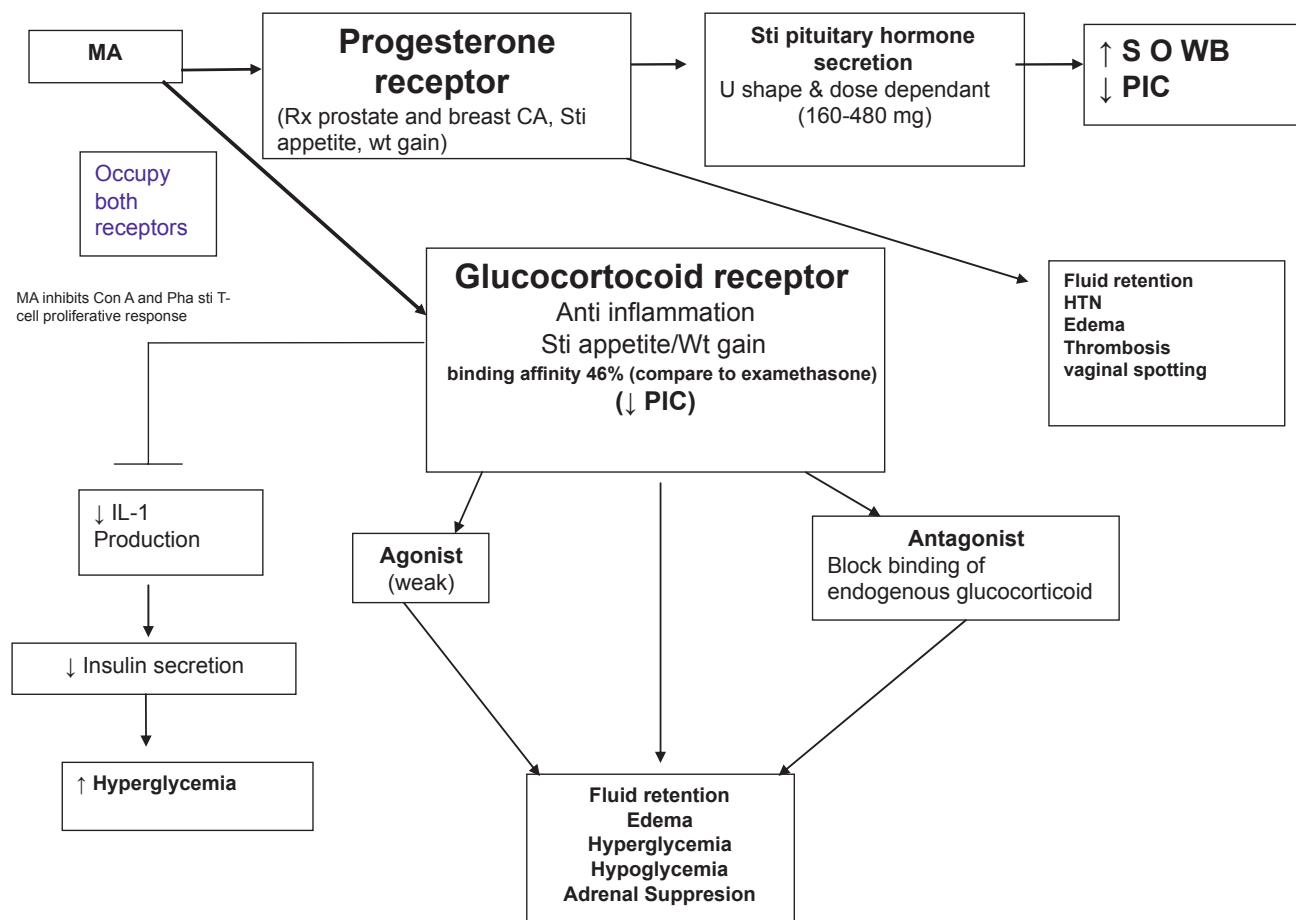 MA
Progesterone
receptor
(Rx prostate and breast CA, Sti
appetite, wt gain)
Sti pituitary hormone
secretion
U shape & dose dependant
(160-480 mg)
↑ S O WB
↓ PIC
Occupy
both
receptors
MA inhibits Con A and Pha sti T-
cell proliferative response
Glucocortocoid receptor
Anti inflammation
Sti appetite/Wt gain
binding affinity 46% (compare to examethasone)
(↓ PIC)
Fluid retention
HTN
Edema
Thrombosis
vaginal spotting
↓ IL-1
Production
Agonist
(weak)
Antagonist
Block binding of
endogenous glucocorticoid
↓ Insulin secretion
↑ Hyperglycemia
Fluid retention
Edema
Hyperglycemia
Hypoglycemia
Adrenal Suppresion